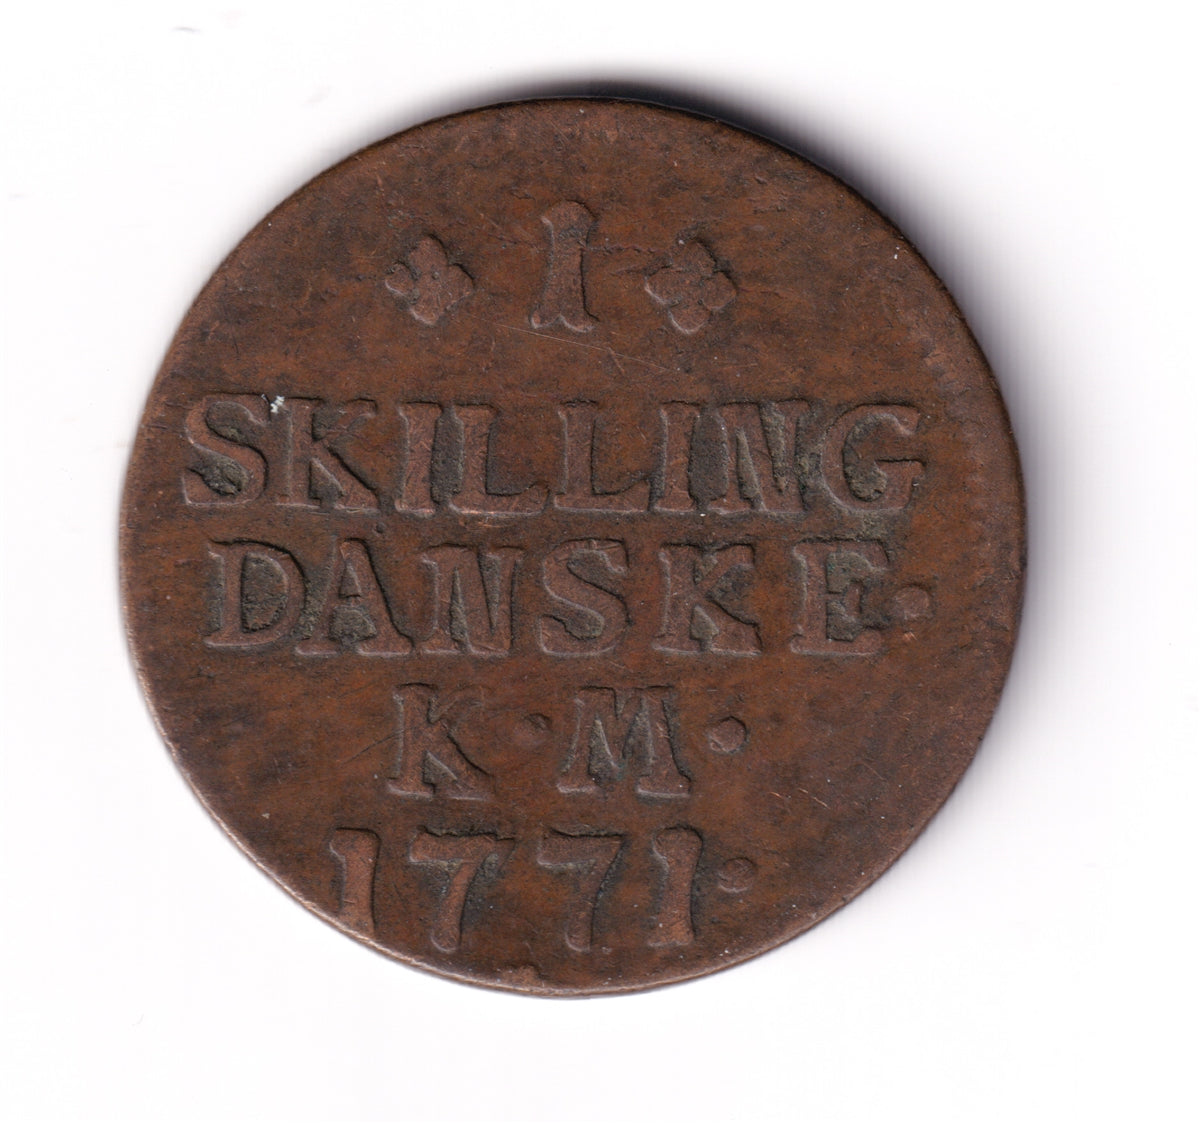 1
SKILLING
DANSKE·
K·M·
1771·